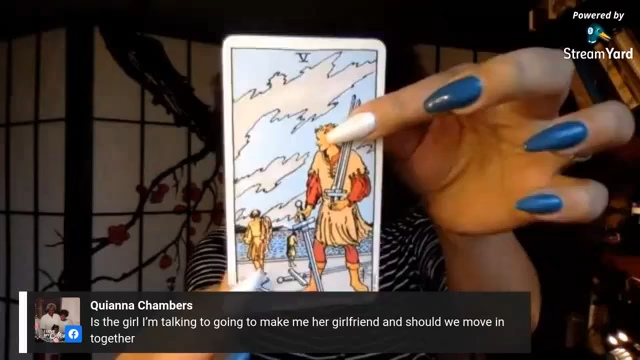 Powered by
StreamYard
V
Quianna Chambers
Is the girl I'm talking to going to make me her girlfriend and should we move in
together